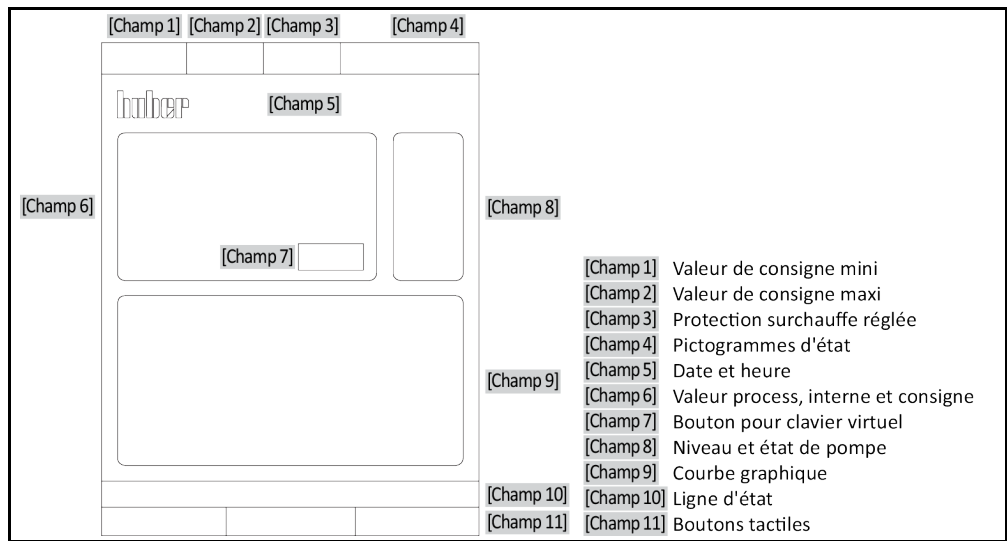 [Champ 1] [Champ 2] [Champ 3] [Champ 4]
huber
[Champ 5]
[Champ 6]
[Champ 8]
[Champ 7]
[Champ 9]
[Champ 10]
[Champ 11]
[Champ 1] Valeur de consigne mini
[Champ 2] Valeur de consigne maxi
[Champ 3] Protection surchauffe réglée
[Champ 4] Pictogrammes d'état
[Champ 5] Date et heure
[Champ 6] Valeur process, interne et consigne
[Champ 7] Bouton pour clavier virtuel
[Champ 8] Niveau et état de pompe
[Champ 9] Courbe graphique
[Champ 10] Ligne d'état
[Champ 11] Boutons tactiles